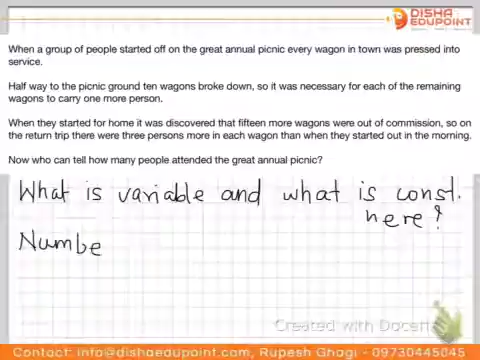 DISHA
EDUPOINT
When a group of people started off on the great annual picnic every wagon in town was pressed into
service.
Half way to the picnic ground ten wagons broke down, so it was necessary for each of the remaining
wagons to carry one more person.
When they started for home it was discovered that fifteen more wagons were out of commission, so on
the return trip there were three persons more in each wagon than when they started out in the morning.
Now who can tell how many people attended the great annual picnic?
What is variable and what is const.
here?
Numbe
Created with Doceri
Contact: info@dishaedupoint.com, Rupesh Ghagi - 09730445045